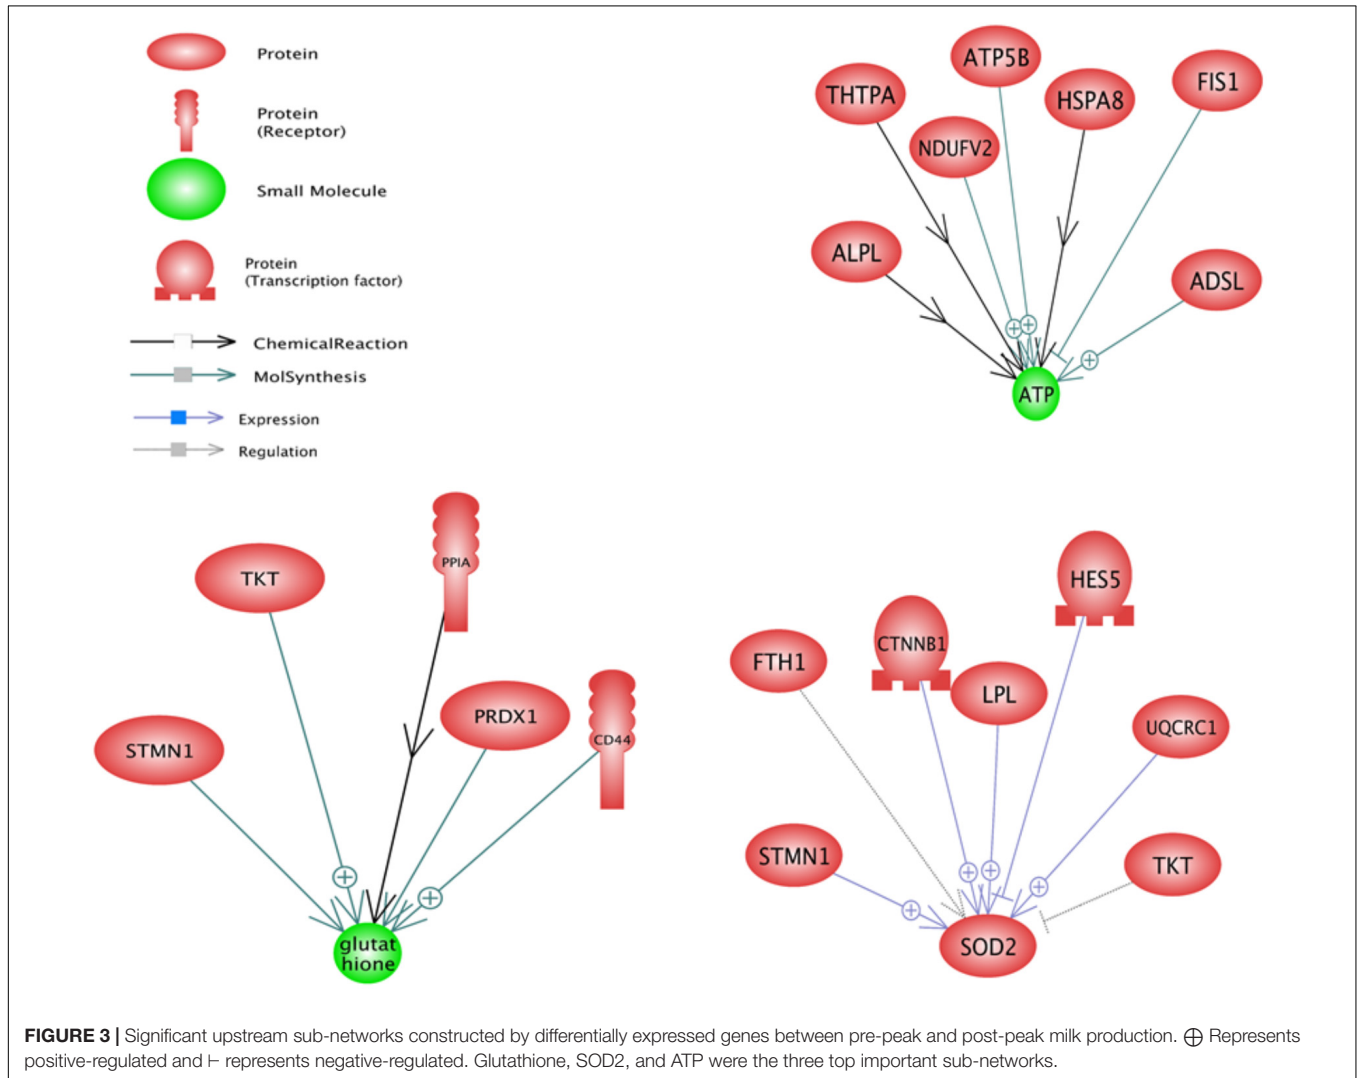 Protein
Protein
(Receptor)
Small Molecule
Protein
(Transcription factor)
ChemicalReaction
MolSynthesis
Expression
Regulation
ATP5B
FIS1
THTPA
HSPA8
NDUFV2
ALPL
ADSL
ATP
PPIA
TKT
PRDX1
CD44
STMN1
glutat
hione
HES5
CTNNB1
FTH1
LPL
UQCRC1
STMN1
TKT
SOD2
FIGURE 3 | Significant upstream sub-networks constructed by differentially expressed genes between pre-peak and post-peak milk production. ⊕ Represents
positive-regulated and ⊢ represents negative-regulated. Glutathione, SOD2, and ATP were the three top important sub-networks.